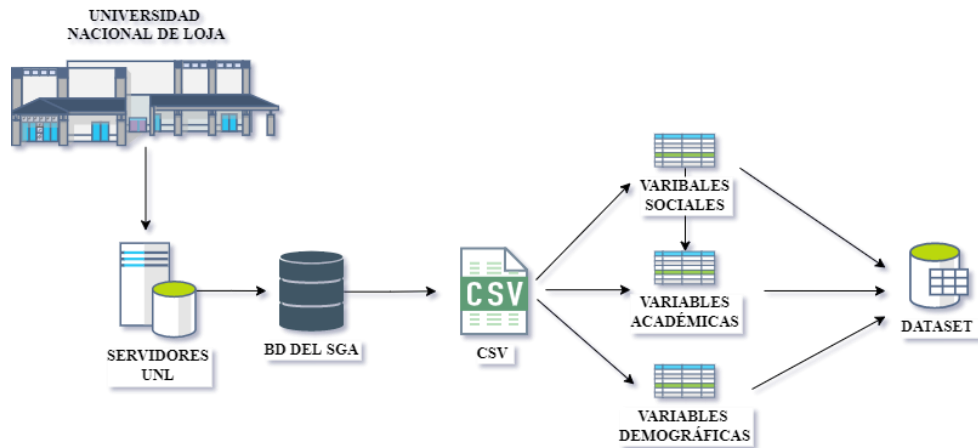 UNIVERSIDAD
NACIONAL DE LOJA
SERVIDORES
UNL
BD DEL SGA
CSV
CSV
VARIBALES
SOCIALES
VARIABLES
ACADÉMICAS
VARIABLES
DEMOGRÁFICAS
DATASET